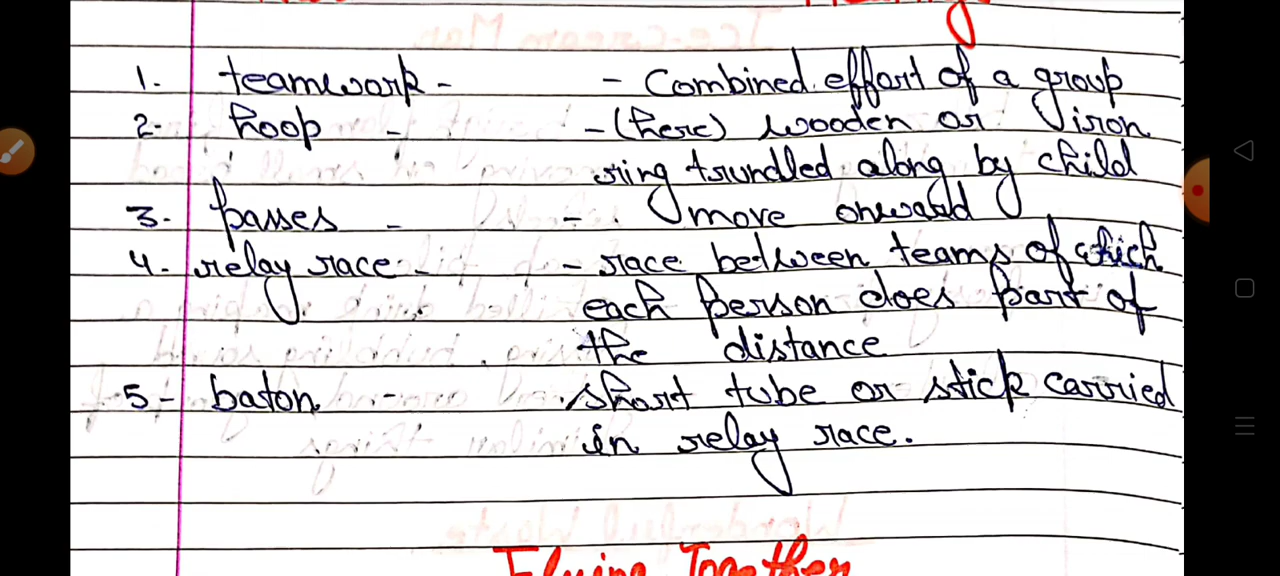 1. teamwork - - Combined effort of a group
2. hoop - - (here) wooden or iron
ring trundled along by child
3. passes - - move onward
4. relay race - - race between teams of which
each person does part of
the distance
5 - baton - short tube or stick carried
in relay race.
Flying Together